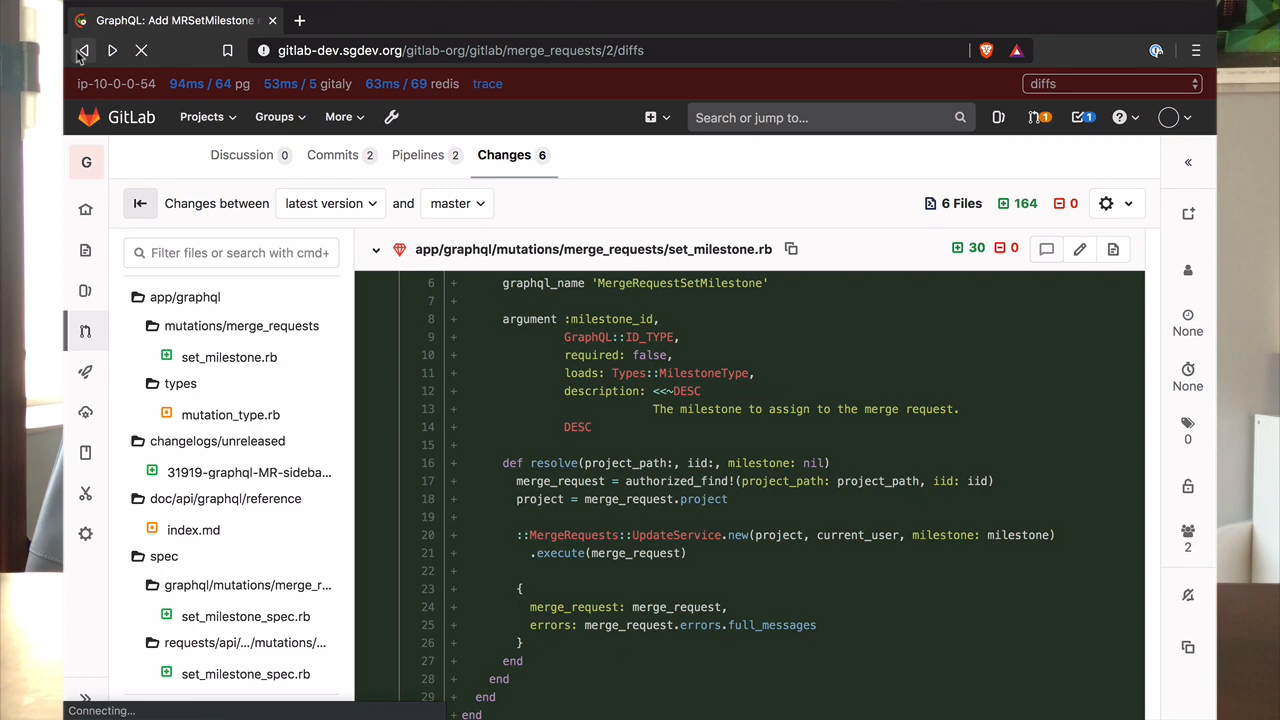 GraphQL: Add MRSetMilestone
gitlab-dev.sgdev.org/gitlab-org/gitlab/merge_requests/2/diffs
ip-10-0-0-54 94ms / 64 pg 53ms / 5 gitaly 63ms / 69 redis trace diffs
GitLab Projects Groups More Search or jump to... 1 1
G Discussion 0 Commits 2 Pipelines 2 Changes 6
Changes between latest version and master 6 Files 164 0
Filter files or search with cmd+
app/graphql
mutations/merge_requests
set_milestone.rb
types
mutation_type.rb
changelogs/unreleased
31919-graphql-MR-sideba...
doc/api/graphql/reference
index.md
spec
graphql/mutations/merge_r...
set_milestone_spec.rb
requests/api/.../mutations/...
set_milestone_spec.rb
app/graphql/mutations/merge_requests/set_milestone.rb 30 0
6 + graphql_name 'MergeRequestSetMilestone'
7 +
8 + argument :milestone_id,
9 + GraphQL::ID_TYPE,
10 + required: false,
11 + loads: Types::MilestoneType,
12 + description: <<~DESC
13 + The milestone to assign to the merge request.
14 + DESC
15 +
16 + def resolve(project_path:, iid:, milestone: nil)
17 + merge_request = authorized_find!(project_path: project_path, iid: iid)
18 + project = merge_request.project
19 +
20 + ::MergeRequests::UpdateService.new(project, current_user, milestone: milestone)
21 + .execute(merge_request)
22 +
23 + {
24 + merge_request: merge_request,
25 + errors: merge_request.errors.full_messages
26 + }
27 + end
28 + end
29 + end
+ end
None
None
0
2
Connecting...